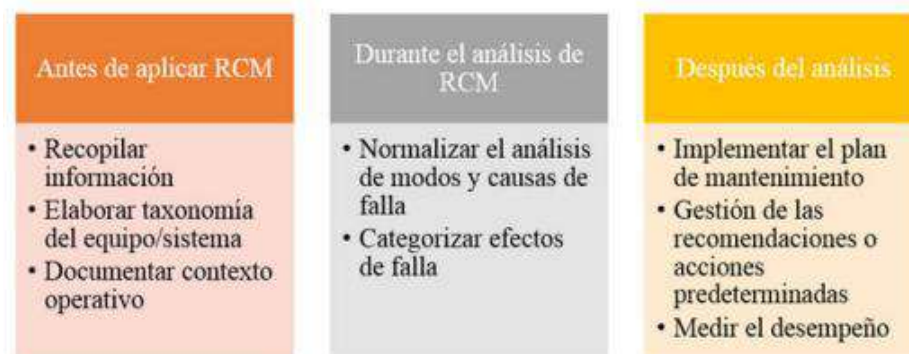 Antes de aplicar RCM
• Recopilar
información
• Elaborar taxonomía
del equipo/sistema
• Documentar contexto
operativo
Durante el análisis de
RCM
• Normalizar el análisis
de modos y causas de
falla
• Categorizar efectos
de falla
Después del análisis
• Implementar el plan
de mantenimiento
• Gestión de las
recomendaciones o
acciones
predeterminadas
• Medir el desempeño